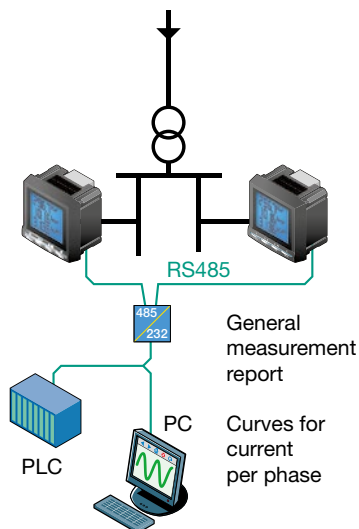 RS485
485
232
General
measurement
report
PC
Curves for
current
per phase
PLC